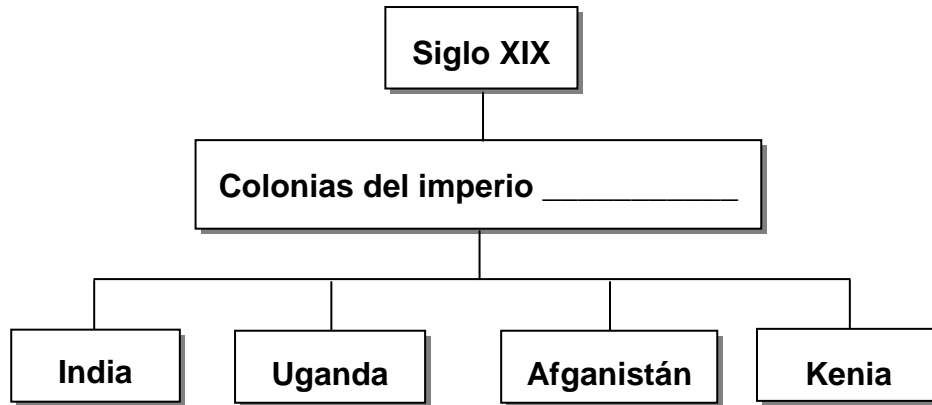 Siglo XIX
Colonias del imperio ___________
India
Uganda
Afganistán
Kenia